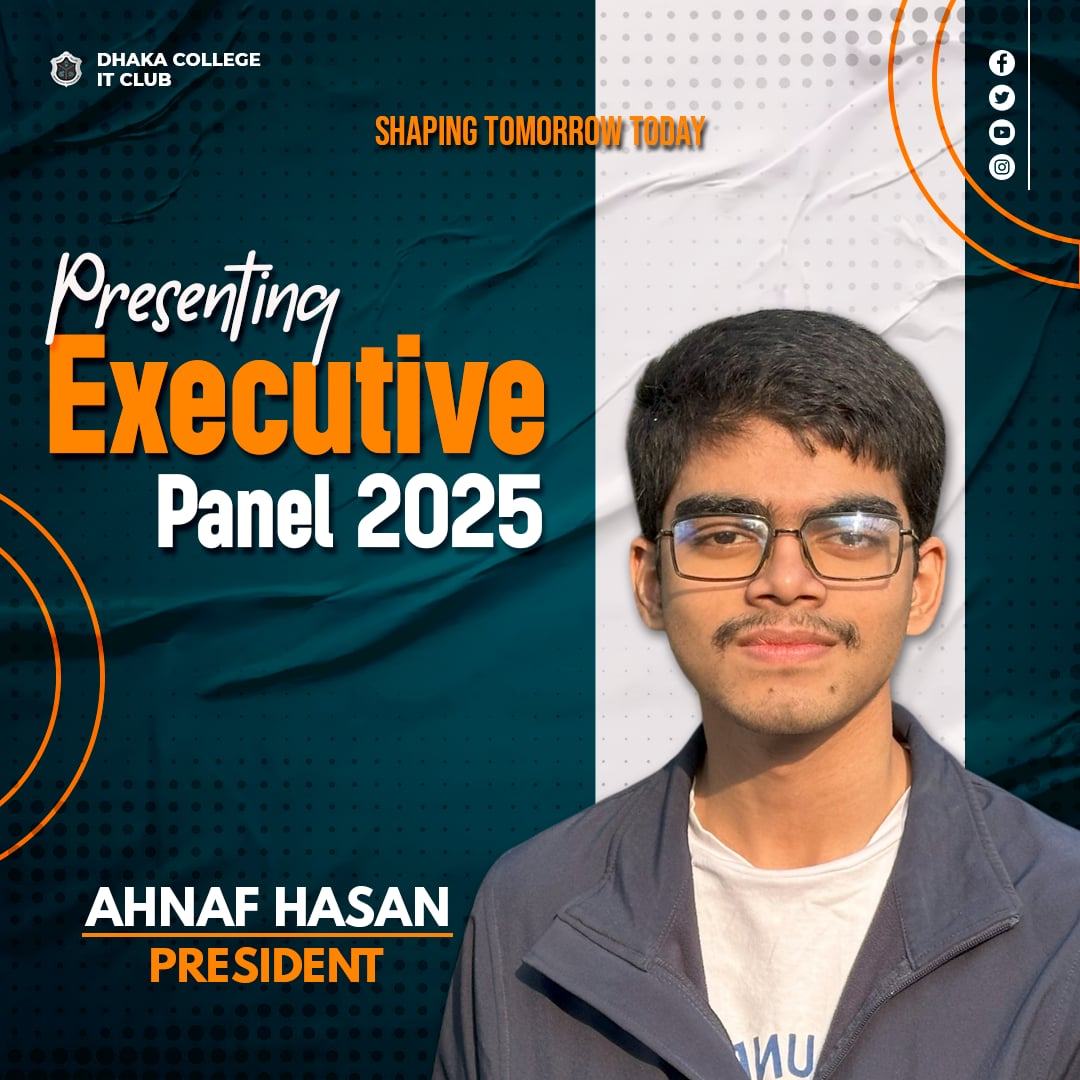 DHAKA COLLEGE
IT CLUB
SHAPING TOMORROW TODAY
Presenting
Executive
Panel 2025
AHNAF HASAN
PRESIDENT